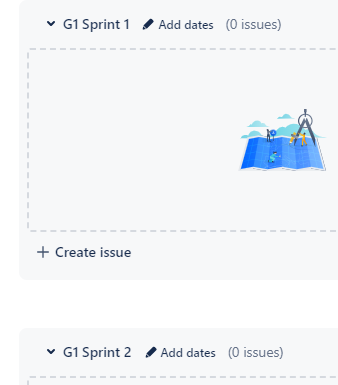 G1 Sprint 1 Add dates (0 issues)
Create issue
G1 Sprint 2 Add dates (0 issues)